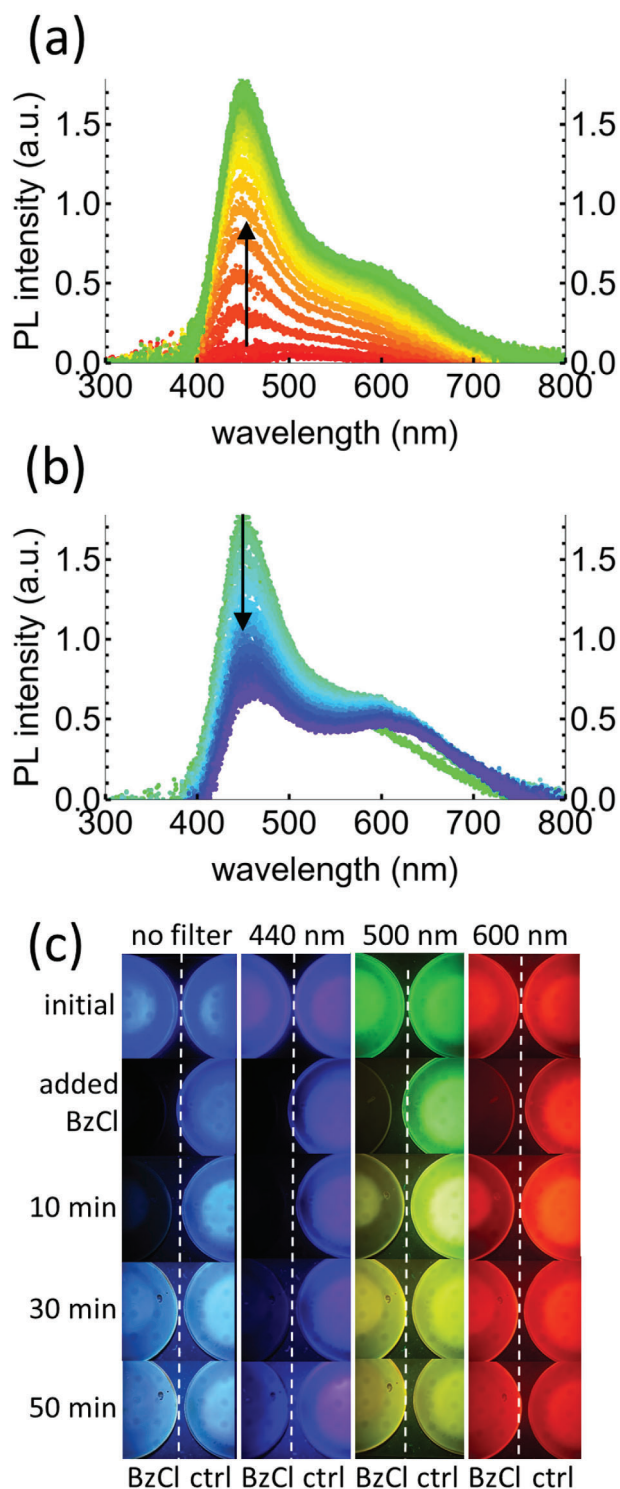 (a)
PL intensity (a.u.)
1.5
1.0
0.5
0.0
1.5
1.0
0.5
0.0
300 400 500 600 700 800
wavelength (nm)
(b)
PL intensity (a.u.)
1.5
1.0
0.5
0.0
1.5
1.0
0.5
0.0
300 400 500 600 700 800
wavelength (nm)
(c)
no filter 440 nm 500 nm 600 nm
initial
added
BzCl
10 min
30 min
50 min
BzCl ctrl BzCl ctrl BzCl ctrl BzCl ctrl